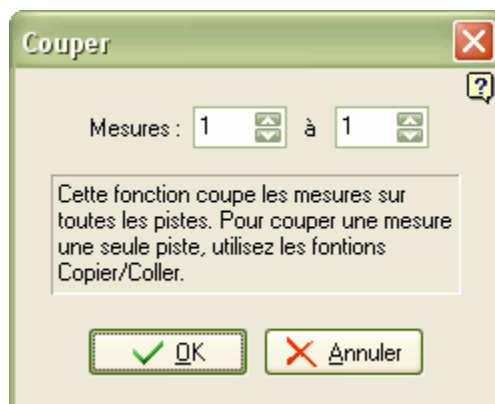 Couper
?
Mesures : 1 à 1
Cette fonction coupe les mesures sur
toutes les pistes. Pour couper une mesure
une seule piste, utilisez les fontions
Copier/Coller.
OK Annuler